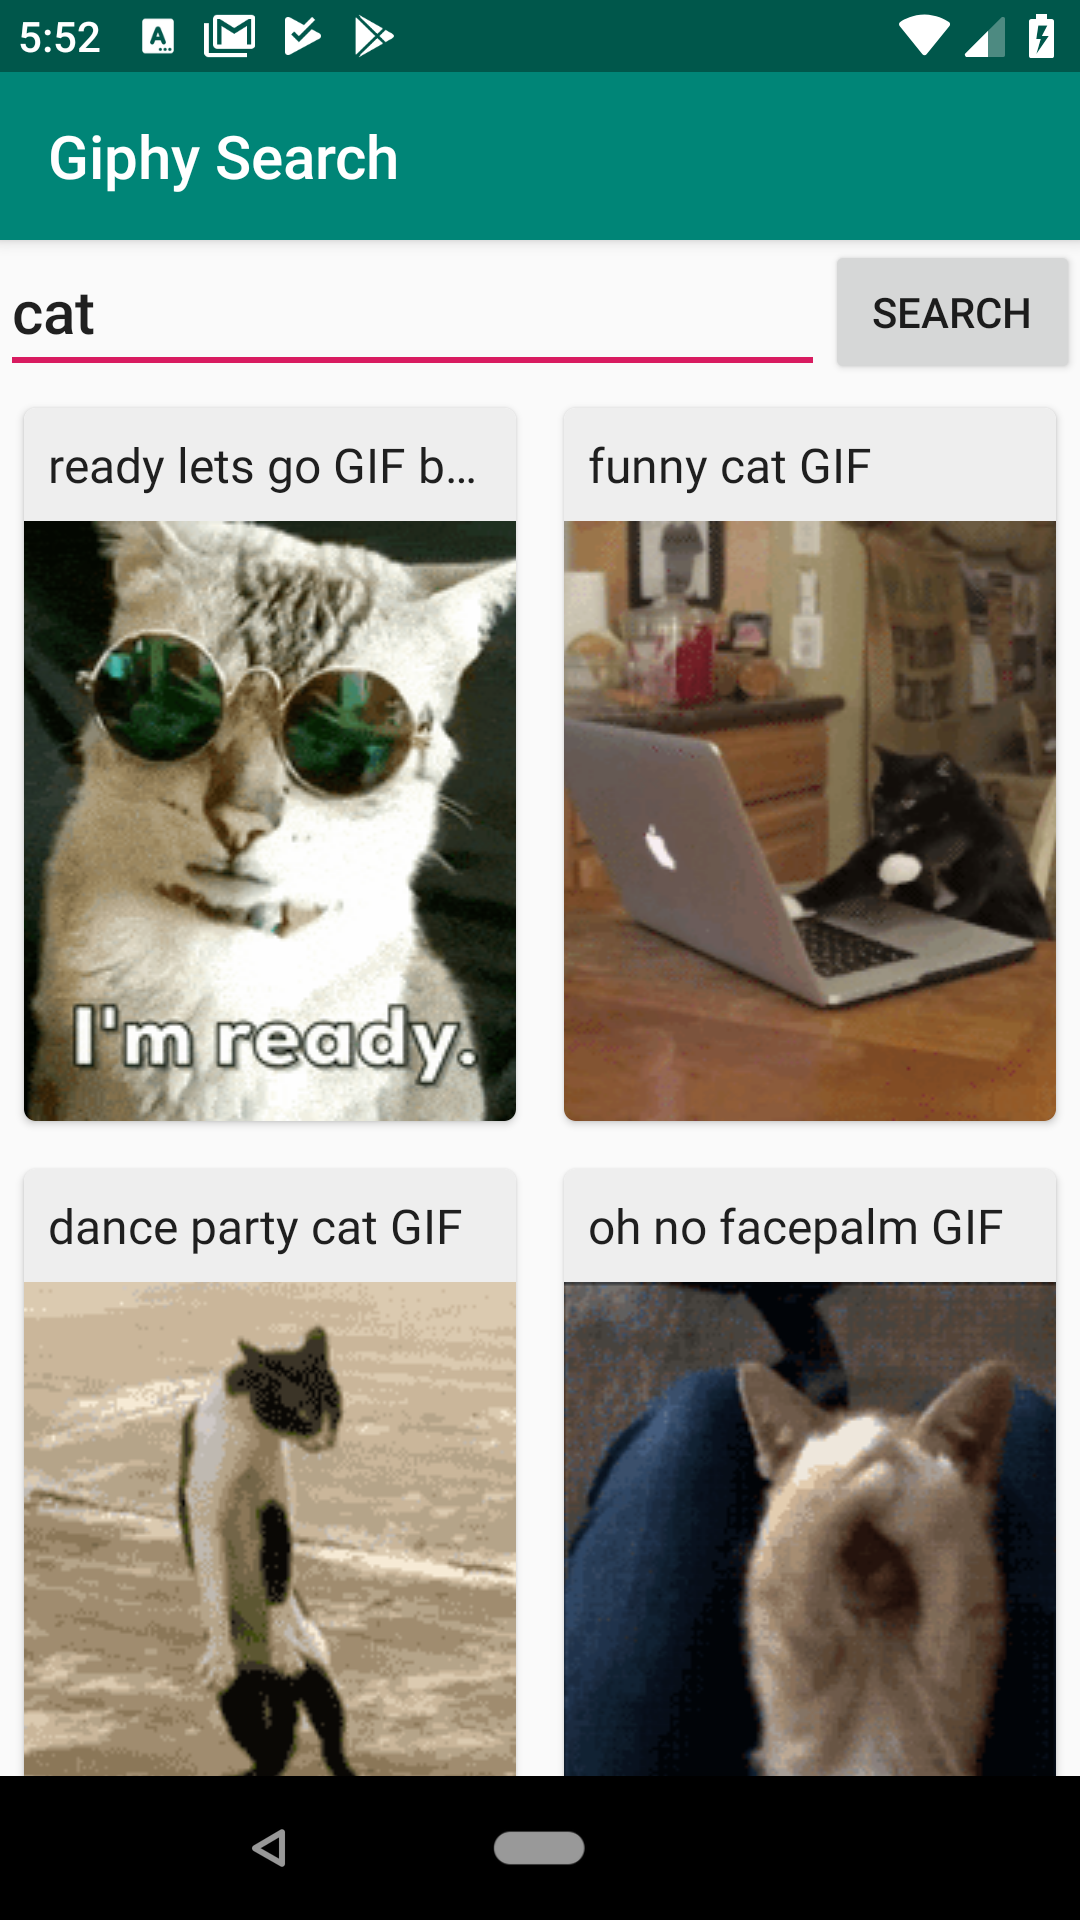 5:52
Giphy Search
cat
SEARCH
ready lets go GIF b...
funny cat GIF
I'm ready.
dance party cat GIF
oh no facepalm GIF